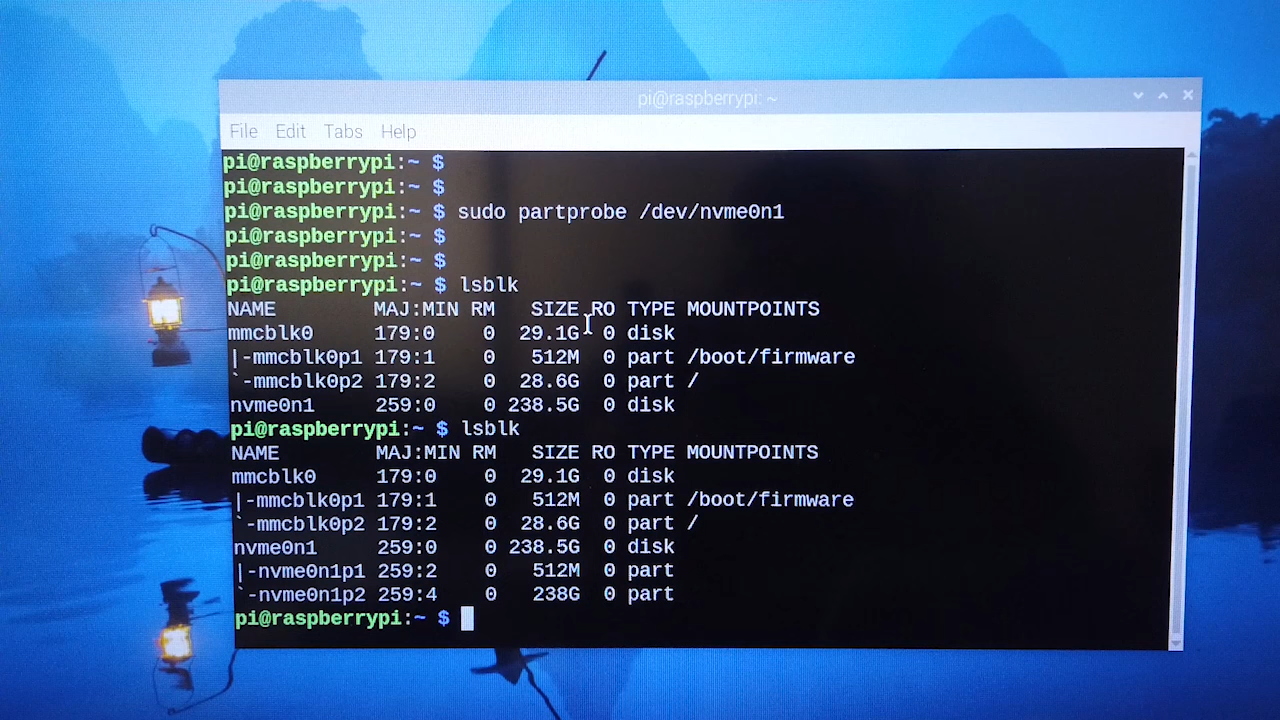 pi@raspberrypi: ~
File Edit Tabs Help
pi@raspberrypi:~ $
pi@raspberrypi:~ $
pi@raspberrypi:~ $ sudo partprobe /dev/nvme0n1
pi@raspberrypi:~ $
pi@raspberrypi:~ $
pi@raspberrypi:~ $ lsblk
NAME        MAJ:MIN RM   SIZE RO TYPE MOUNTPOINTS
mmcblk0     179:0    0  29.1G  0 disk
|-mmcblk0p1 179:1    0   512M  0 part /boot/firmware
`-mmcblk0p2 179:2    0  28.6G  0 part /
nvme0n1     259:0    0 238.5G  0 disk
pi@raspberrypi:~ $ lsblk
NAME        MAJ:MIN RM   SIZE RO TYPE MOUNTPOINTS
mmcblk0     179:0    0  29.1G  0 disk
|-mmcblk0p1 179:1    0   512M  0 part /boot/firmware
`-mmcblk0p2 179:2    0  28.6G  0 part /
nvme0n1     259:0    0 238.5G  0 disk
|-nvme0n1p1 259:2    0   512M  0 part
`-nvme0n1p2 259:4    0   238G  0 part
pi@raspberrypi:~ $